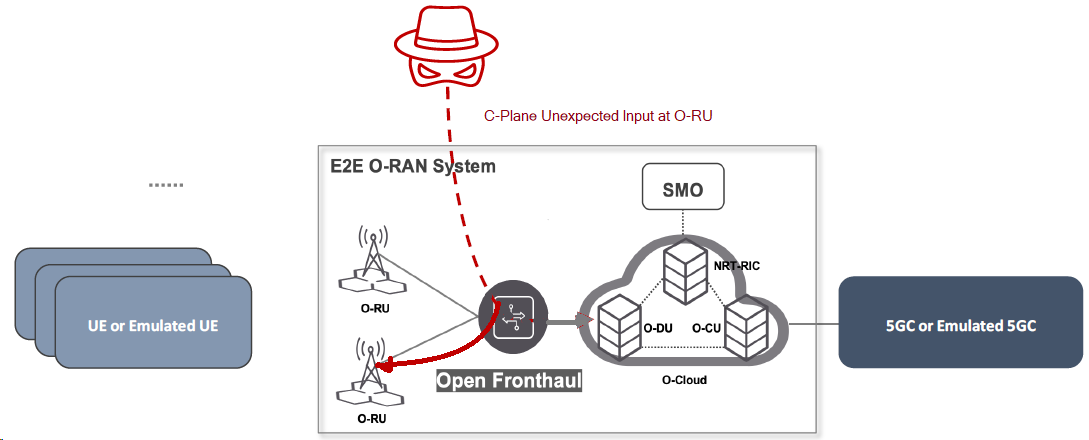 C-Plane Unexpected Input at O-RU
E2E O-RAN System
......
SMO
NRT-RIC
O-RU
UE or Emulated UE
O-DU
O-CU
5GC or Emulated 5GC
Open Fronthaul
O-Cloud
O-RU